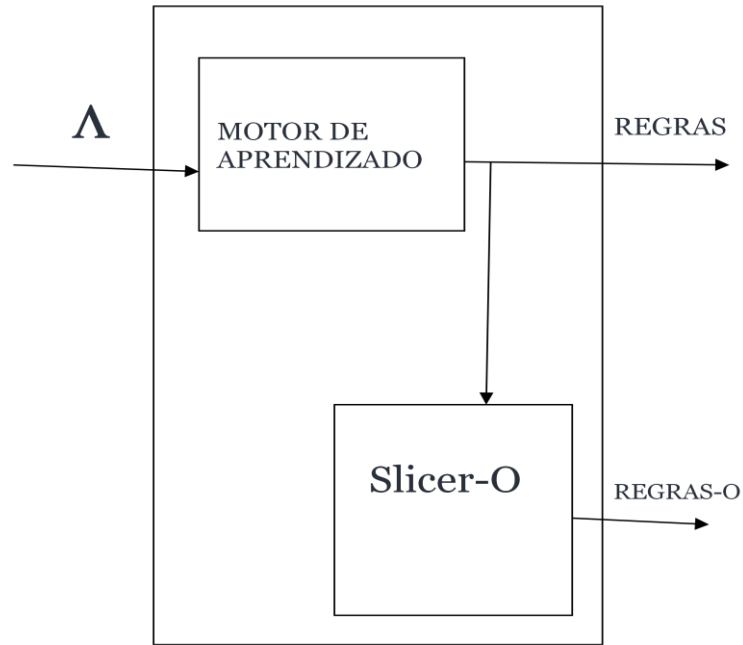 Λ
MOTOR DE
APRENDIZADO
REGRAS
Slicer-O
REGRAS-O